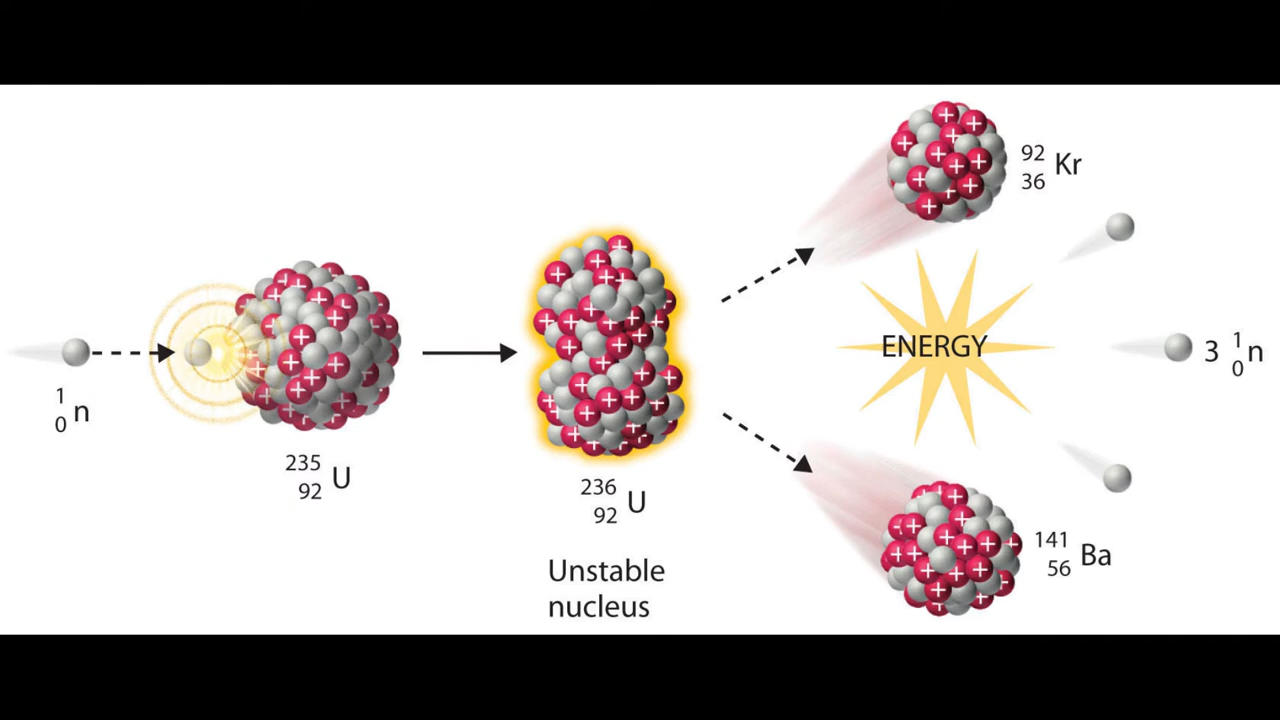 1
0 n
235
92 U
236
92 U
Unstable
nucleus
92
36 Kr
ENERGY
3 1
0 n
141
56 Ba